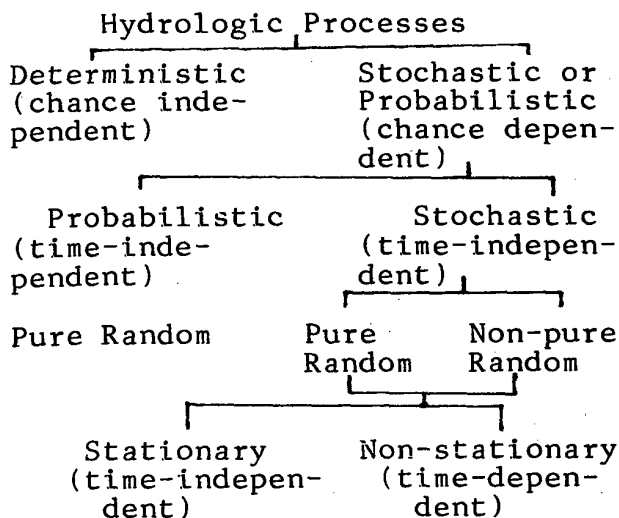 Hydrologic Processes
Deterministic
(chance inde-
pendent)
Stochastic or
Probabilistic
(chance depen-
dent)
Probabilistic
(time-inde-
pendent)
Stochastic
(time-indepen-
dent)
Pure Random
Pure
Random
Non-pure
Random
Stationary
(time-indepen-
dent)
Non-stationary
(time-depen-
dent)